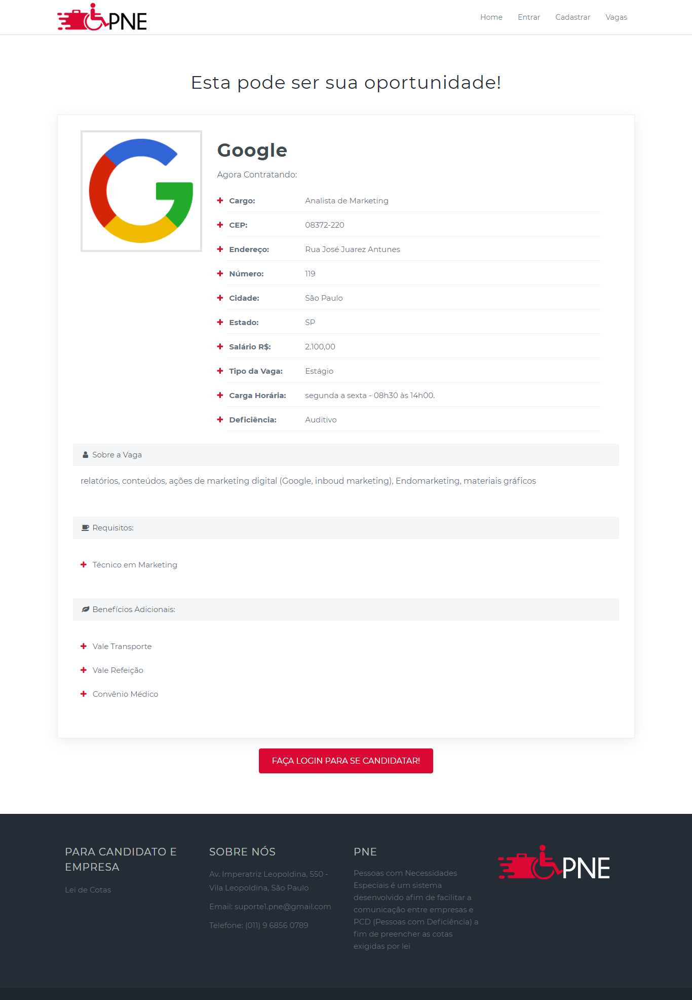 PNE
Home Entrar Cadastrar Vagas
Esta pode ser sua oportunidade!
Google
Agora Contratando:
Cargo: Analista de Marketing
CEP: 08372-220
Endereço: Rua José Juarez Antunes
Número: 119
Cidade: São Paulo
Estado: SP
Salário R$: 2.100,00
Tipo da Vaga: Estágio
Carga Horária: segunda a sexta - 08h30 às 14h00.
Deficiência: Auditivo
Sobre a Vaga
relatórios, conteúdos, ações de marketing digital (Google, inboud marketing), Endomarketing, materiais gráficos
Requisitos:
Técnico em Marketing
Benefícios Adicionais:
Vale Transporte
Vale Refeição
Convênio Médico
FAÇA LOGIN PARA SE CANDIDATAR!
PARA CANDIDATO E
EMPRESA
Lei de Cotas
SOBRE NÓS
Av. Imperatriz Leopoldina, 550 -
Vila Leopoldina, São Paulo
Email: suporte1.pne@gmail.com
Telefone: (011) 9 6856 0789
PNE
Pessoas com Necessidades
Especiais é um sistema
desenvolvido afim de facilitar a
comunicação entre empresas e
PCD (Pessoas com Deficiência) a
fim de preencher as cotas
exigidas por lei
PNE